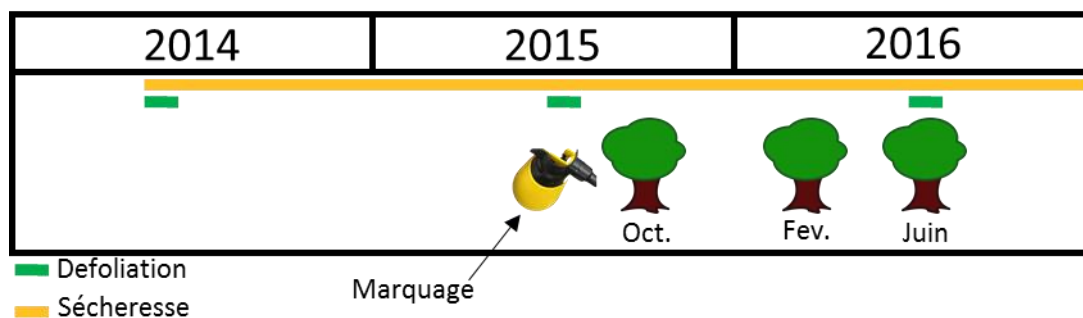 2014 2015 2016
Oct. Fev. Juin
Defoliation
Marquage
Sécheresse